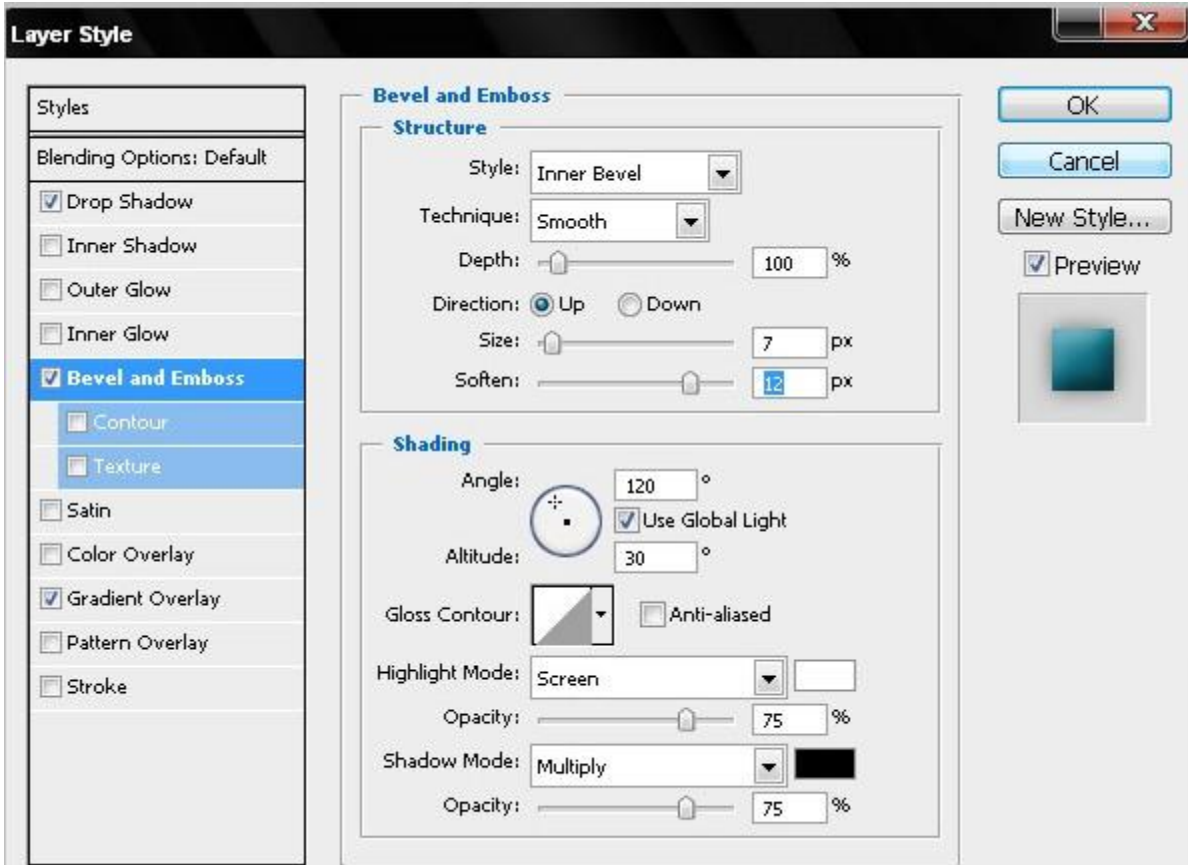 Layer Style
Styles
Blending Options: Default
Drop Shadow
Inner Shadow
Outer Glow
Inner Glow
Bevel and Emboss
Contour
Texture
Satin
Color Overlay
Gradient Overlay
Pattern Overlay
Stroke
Bevel and Emboss
Structure
Style: Inner Bevel
Technique: Smooth
Depth: 100 %
Direction: Up Down
Size: 7 px
Soften: 12 px
Shading
Angle: 120 °
Use Global Light
Altitude: 30 °
Gloss Contour: Anti-aliased
Highlight Mode: Screen
Opacity: 75 %
Shadow Mode: Multiply
Opacity: 75 %
OK
Cancel
New Style...
Preview